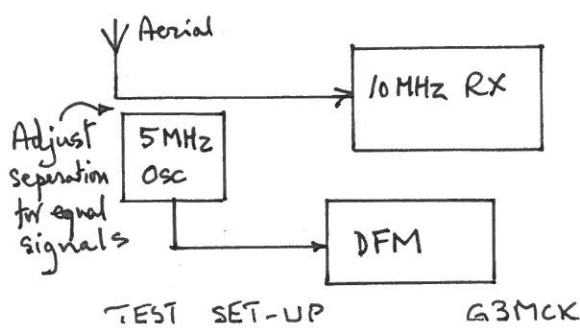 Aerial
10 MHz RX
Adjust
seperation
for equal
signals
5 MHz
Osc
DFM
TEST SET-UP G3MCK